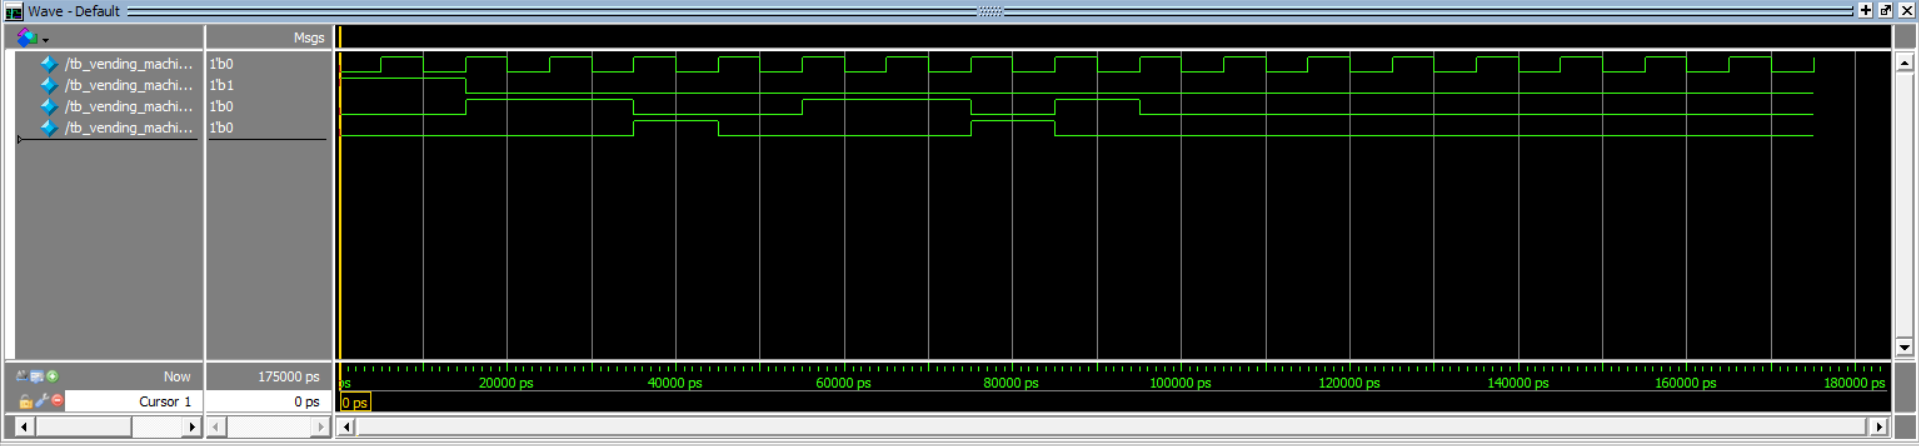 Wave - Default
Msgs
/tb_vending_machi... 1'b0
/tb_vending_machi... 1'b1
/tb_vending_machi... 1'b0
/tb_vending_machi... 1'b0
Now 175000 ps ps 20000 ps 40000 ps 60000 ps 80000 ps 100000 ps 120000 ps 140000 ps 160000 ps 180000 ps
Cursor 1 0 ps 0 ps